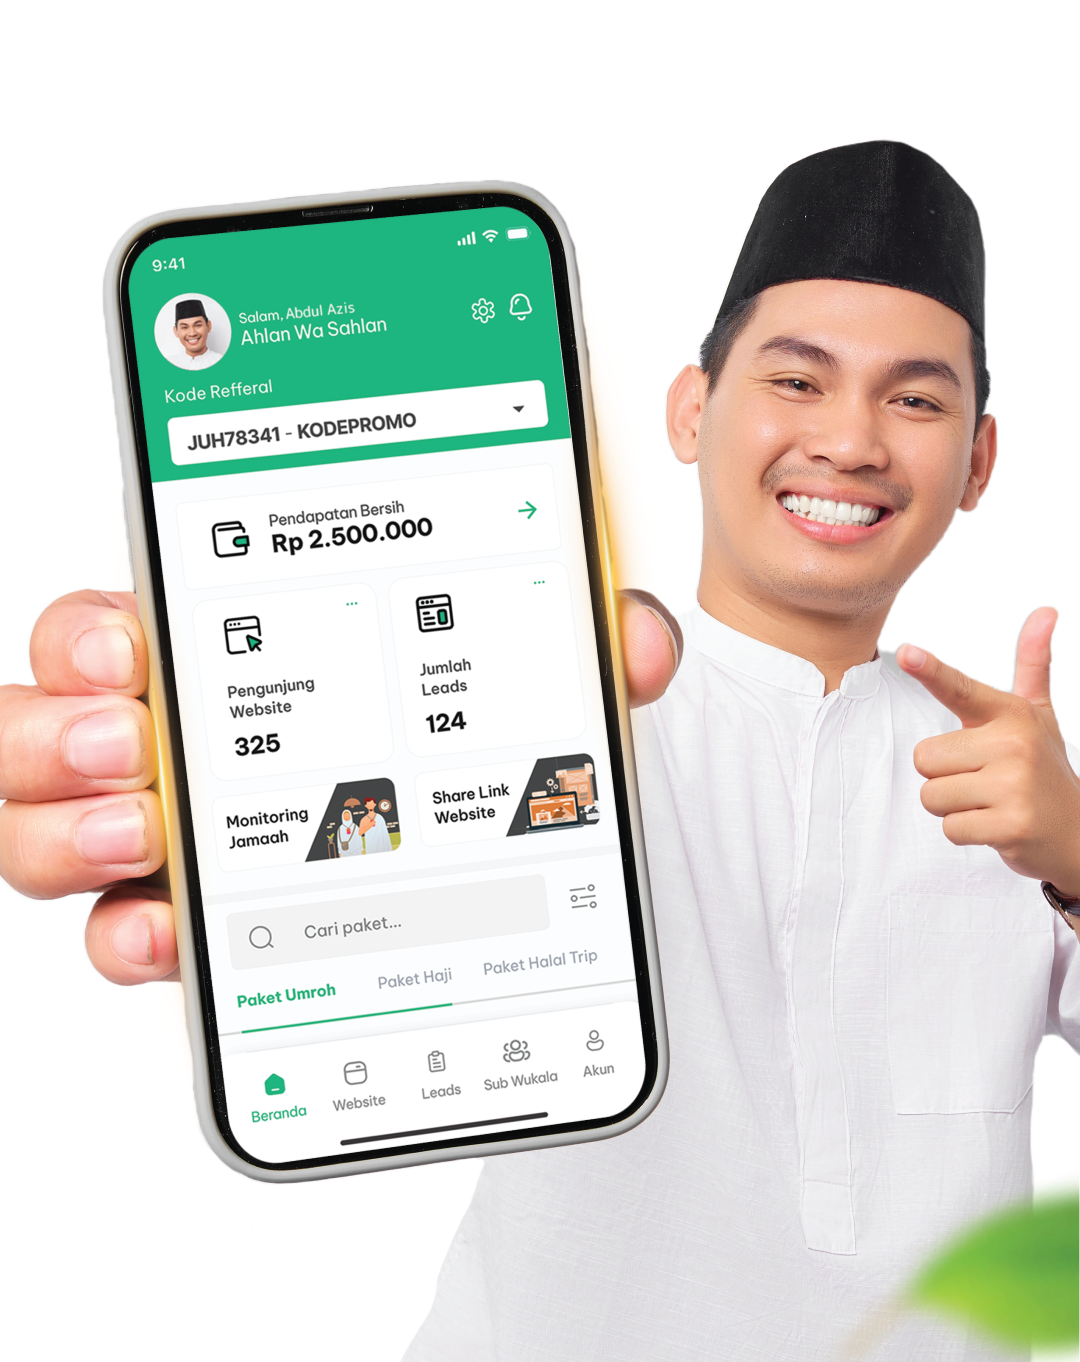 9:41
Salam, Abdul Azis
Ahlan Wa Sahlan
Kode Refferal
JUH78341 - KODEPROMO
Pendapatan Bersih
Rp 2.500.000
Pengunjung
Website
325
Jumlah
Leads
124
Monitoring
Jamaah
Share Link
Website
Cari paket...
Paket Umroh
Paket Haji
Paket Halal Trip
Beranda
Website
Leads
Sub Wukala
Akun